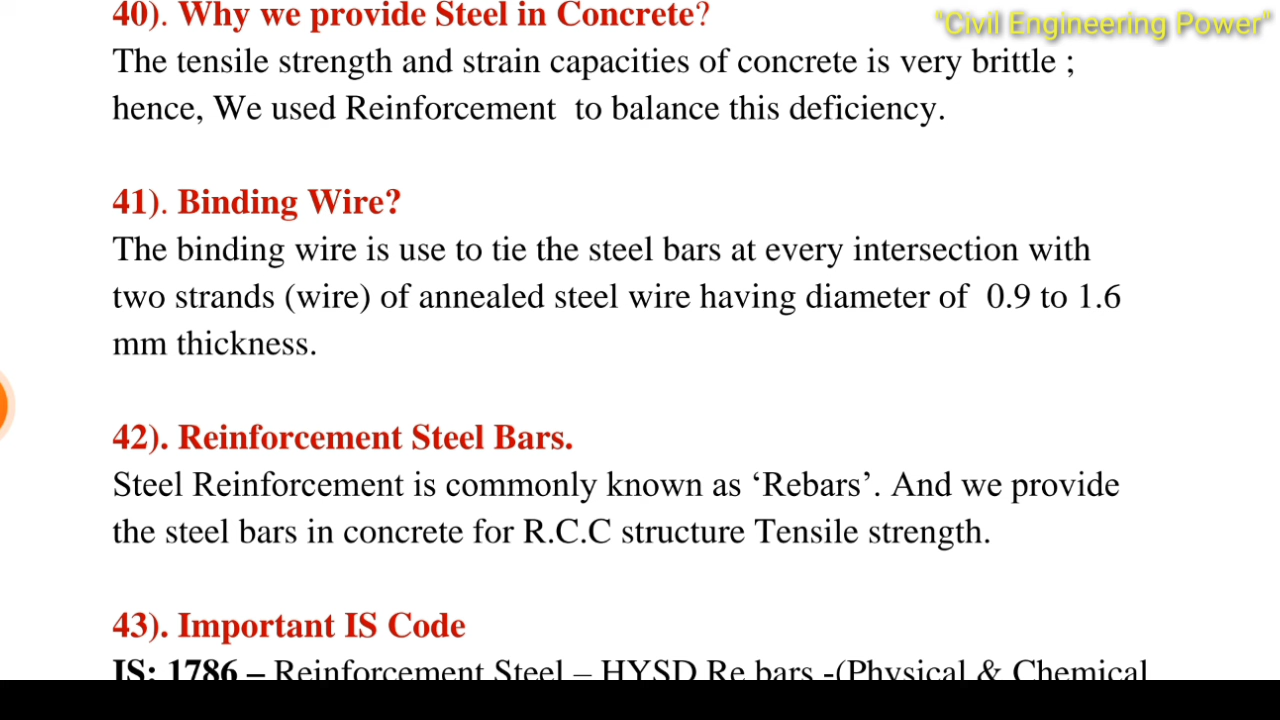 40). Why we provide Steel in Concrete?
"Civil Engineering Power"
The tensile strength and strain capacities of concrete is very brittle ;
hence, We used Reinforcement to balance this deficiency.
41). Binding Wire?
The binding wire is use to tie the steel bars at every intersection with
two strands (wire) of annealed steel wire having diameter of 0.9 to 1.6
mm thickness.
42). Reinforcement Steel Bars.
Steel Reinforcement is commonly known as ‘Rebars’. And we provide
the steel bars in concrete for R.C.C structure Tensile strength.
43). Important IS Code
IS: 1786 – Reinforcement Steel – HYSD Re bars -(Physical & Chemical